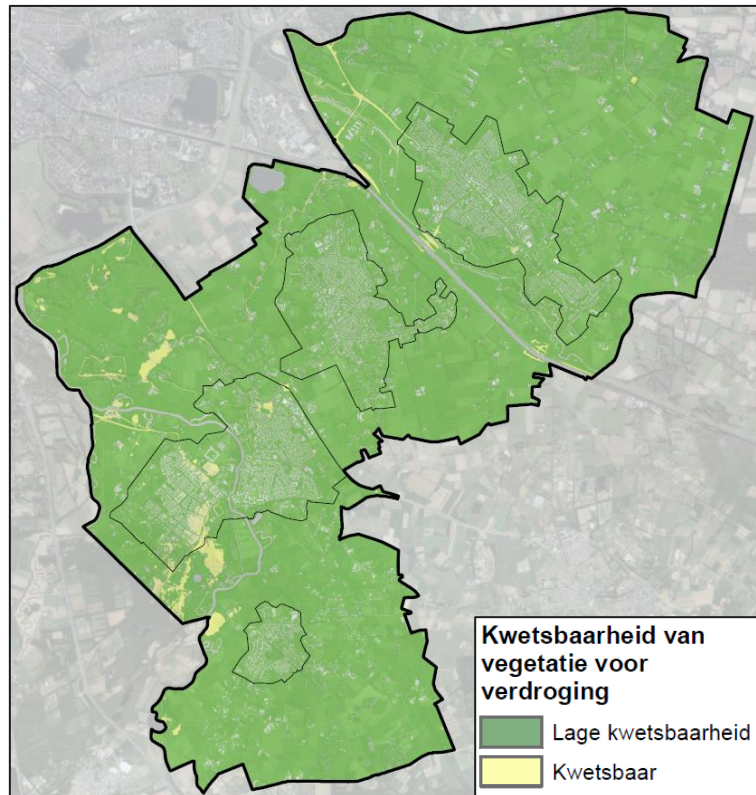 Kwetsbaarheid van
vegetatie voor
verdroging
Lage kwetsbaarheid
Kwetsbaar